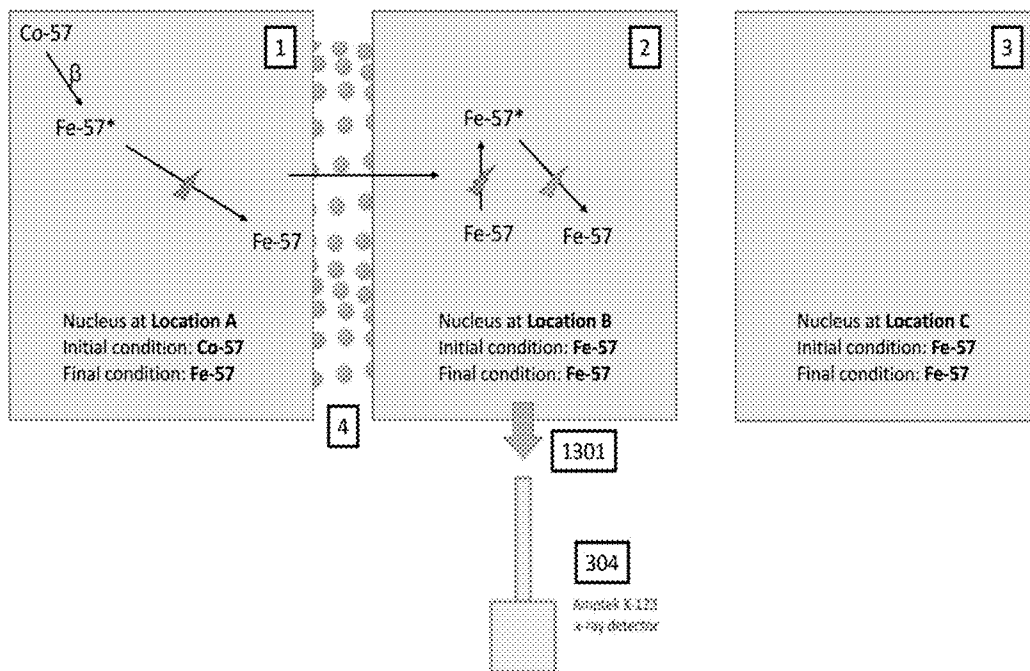 Co-57
1
2
3
β
Fe-57*
Fe-57*
Fe-57
Fe-57
Fe-57
Nucleus at Location A
Initial condition: Co-57
Final condition: Fe-57
Nucleus at Location B
Initial condition: Fe-57
Final condition: Fe-57
Nucleus at Location C
Initial condition: Fe-57
Final condition: Fe-57
4
1301
304
Amptek X-123
x-ray detector